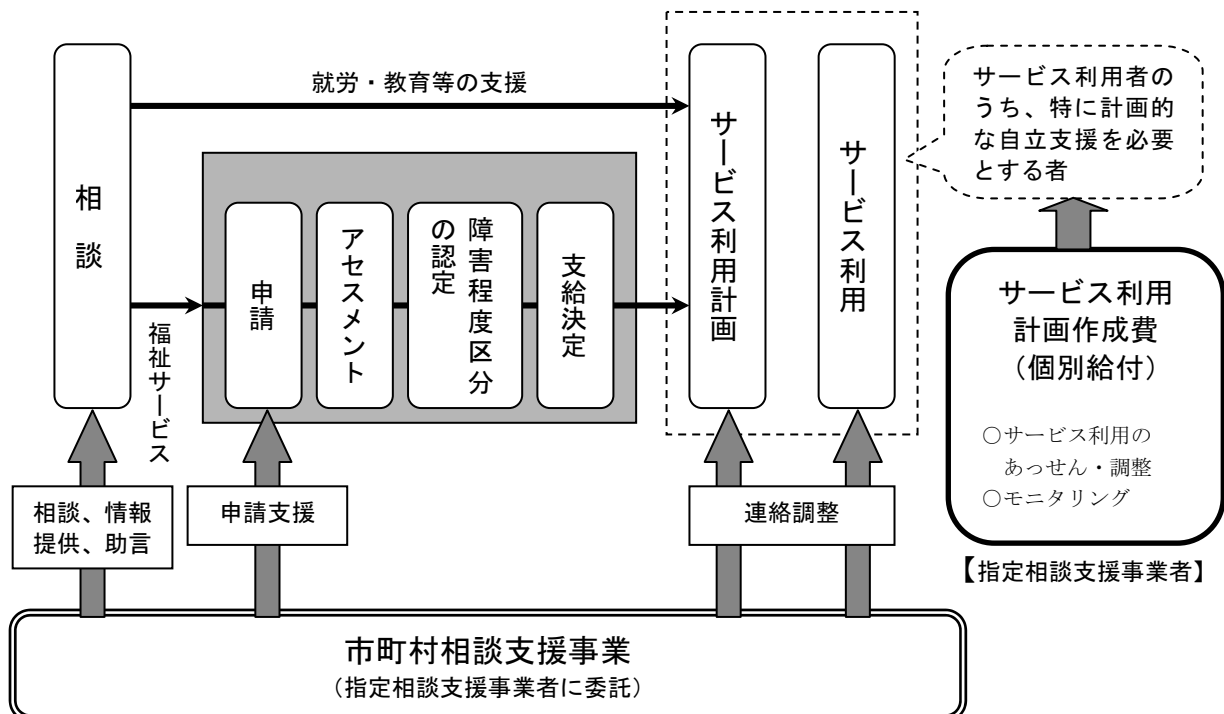 就労・教育等の支援
相談
福祉サービス
申請
アセスメント
障害程度区分
の認定
支給決定
サービス利用計画
サービス利用
サービス利用者の
うち、特に計画的
な自立支援を必要
とする者
サービス利用
計画作成費
（個別給付）
○サービス利用の
あっせん・調整
○モニタリング
【指定相談支援事業者】
相談、情報
提供、助言
申請支援
連絡調整
市町村相談支援事業
（指定相談支援事業者に委託）